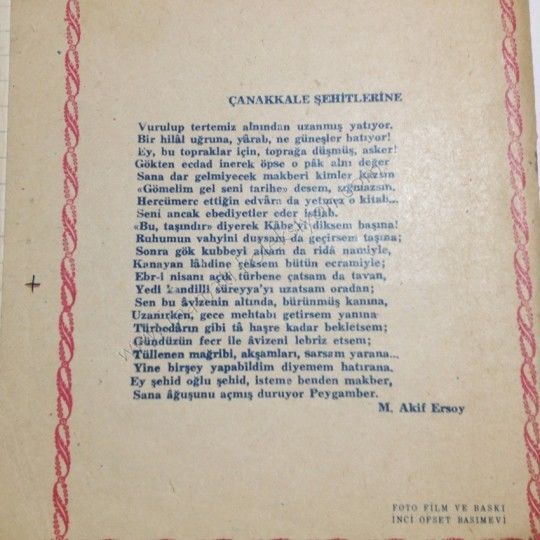 ÇANAKKALE ŞEHİTLERİNE
Vurulup tertemiz alnından uzanmış yatıyor.
Bir hilâl uğruna, yârab, ne güneşler batıyor!
Ey, bu topraklar için, toprağa düşmüş, asker!
Gökten ecdad inerek öpse o pâk alnı değer
Sana dar gelmiyecek makberi kimler kazsın
«Gömelim gel seni tarihe» desem, sığmazsın,
Hercümerc ettiğin edvâra da yetmez o kitab...
Seni ancak ebediyetler eder istiab.
«Bu, taşındır» diyerek Kâbe'yi diksem başına!
Ruhumun vahyini duysam da geçirsem taşına;
Sonra gök kubbeyi alsam da ridâ namiyle,
Kanayan lâhdine çeksem bütün ecramiyle;
Ebr-i nisanı açık türbene çatsam da tavan,
Yedi kandilli süreyya'yı uzatsam oradan;
Sen bu âvizenin altında, bürünmüş kanına,
Uzanırken, gece mehtabı getirsem yanına
Türbedârın gibi tâ haşre kadar bekletsem;
Gündüzün fecr ile âvizeni lebriz etsem;
Tüllenen mağribi, akşamları, sarsam yarana...
Yine birşey yapabildim diyemem hatırana.
Ey şehid oğlu şehid, isteme benden makber,
Sana âğuşunu açmış duruyor Peygamber.
M. Akif Ersoy
FOTO FİLM VE BASKI
İNCİ OFSET BASIMEVİ